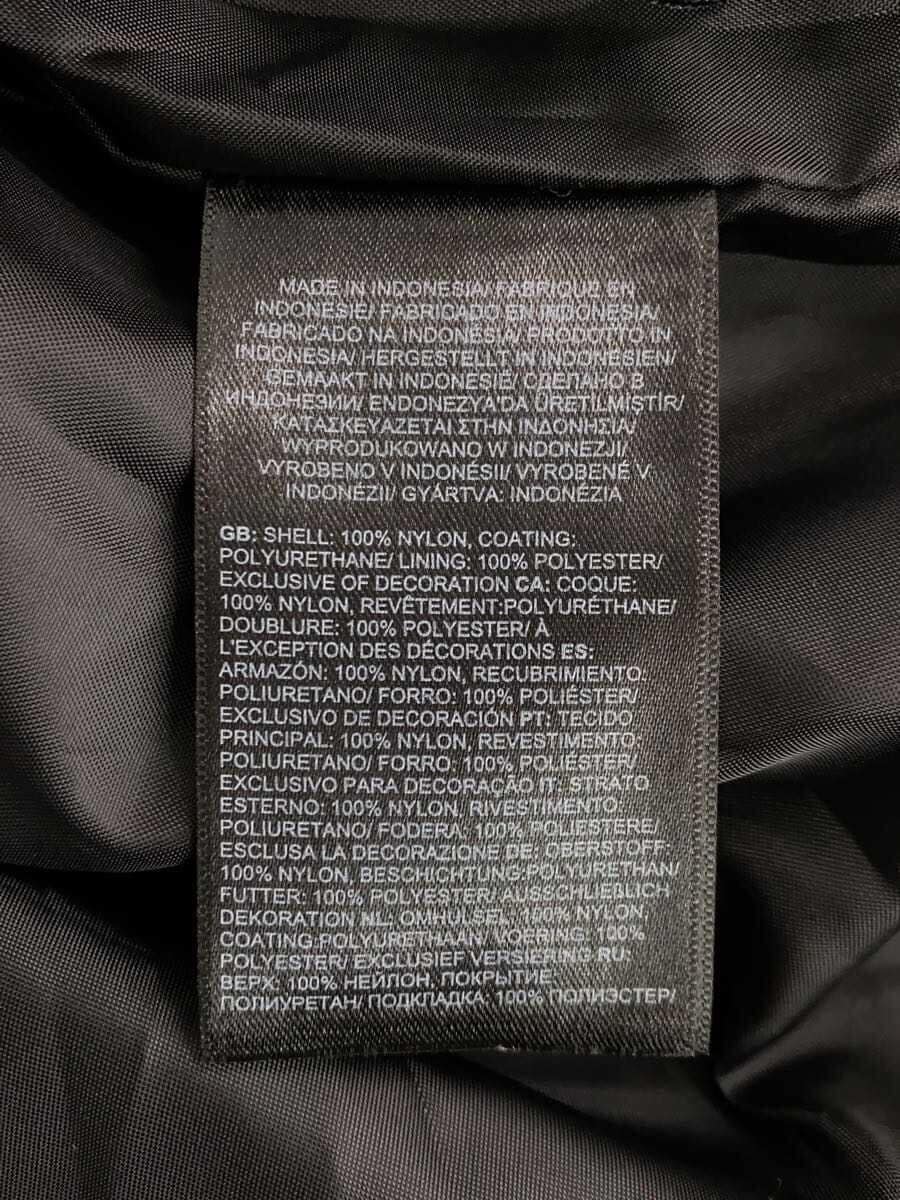 MADE IN INDONESIA/ FABRIQUÉ EN
INDONÉSIE/ FABRICADO EN INDONESIA/
FABRICADO NA INDONÉSIA/ PRODOTTO IN
INDONESIA/ HERGESTELLT IN INDONESIEN/
GEMAAKT IN INDONESIË/ СДЕЛАНО В
ИНДОНЕЗИИ/ ENDONEZYA'DA ÜRETİLMİŞTİR/
ΚΑΤΑΣΚΕΥΑΖΕΤΑΙ ΣΤΗΝ ΙΝΔΟΝΗΣΙΑ/
WYPRODUKOWANO W INDONEZJI/
VYROBENO V INDONÉSII/ VYROBENÉ V
INDONÉZII/ GYÁRTVA: INDONÉZIA
GB: SHELL: 100% NYLON, COATING:
POLYURETHANE/ LINING: 100% POLYESTER/
EXCLUSIVE OF DECORATION CA: COQUE:
100% NYLON, REVÊTEMENT:POLYURÉTHANE/
DOUBLURE: 100% POLYESTER/ À
L'EXCEPTION DES DÉCORATIONS ES:
ARMAZÓN: 100% NYLON, RECUBRIMIENTO:
POLIURETANO/ FORRO: 100% POLIÉSTER/
EXCLUSIVO DE DECORACIÓN PT: TECIDO
PRINCIPAL: 100% NYLON, REVESTIMENTO:
POLIURETANO/ FORRO: 100% POLIÉSTER/
EXCLUSIVO PARA DECORAÇÃO IT: STRATO
ESTERNO: 100% NYLON, RIVESTIMENTO:
POLIURETANO/ FODERA: 100% POLIESTERE/
ESCLUSA LA DECORAZIONE DE: OBERSTOFF:
100% NYLON, BESCHICHTUNG:POLYURETHAN/
FUTTER: 100% POLYESTER/ AUSSCHLIEßLICH
DEKORATION NL: OMHULSEL: 100% NYLON,
COATING:POLYURETHAAN/ VOERING: 100%
POLYESTER/ EXCLUSIEF VERSIERING RU:
ВЕРХ: 100% НЕЙЛОН, ПОКРЫТИЕ
ПОЛИУРЕТАН/ ПОДКЛАДКА: 100% ПОЛИЭСТЕР/